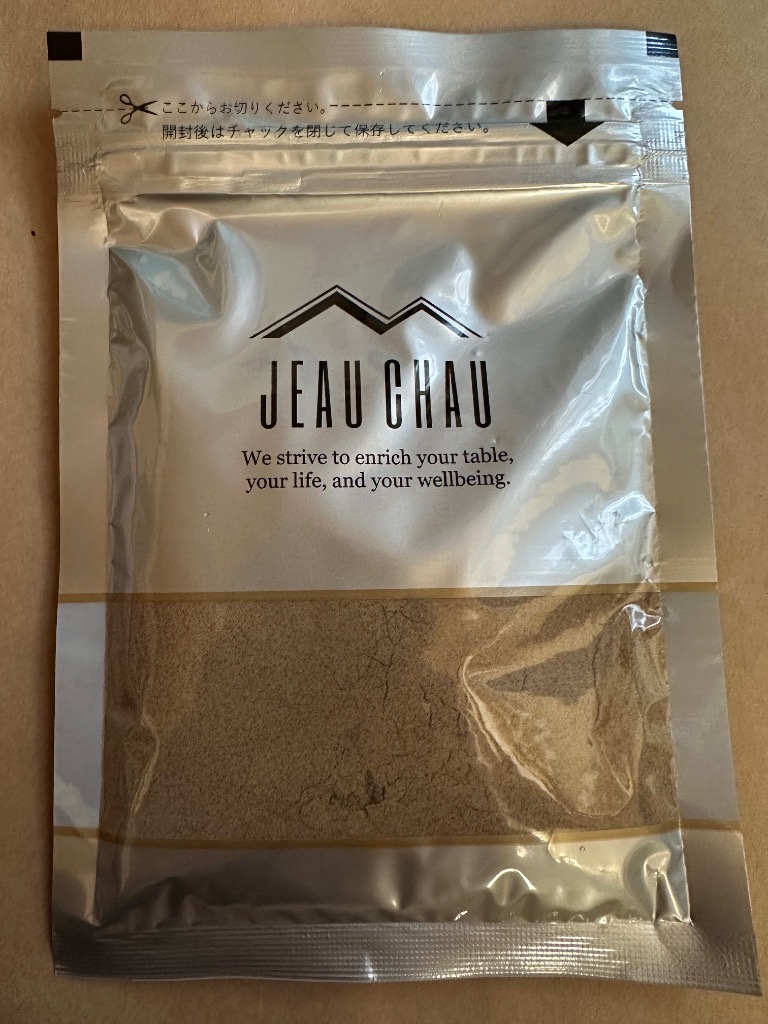 ここからお切りください。
開封後はチャックを閉じて保存してください。
JEAU CHAU
We strive to enrich your table,
your life, and your wellbeing.